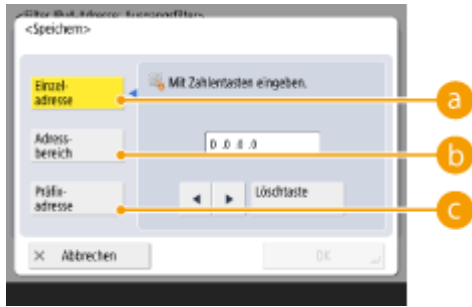 <Filter IPv4-Adresse: Ausgangsfilter>
<Speichern>
Einzel-
adresse
Mit Zahlentasten eingeben.
a
Adress-
bereich
0 .0 .0 .0
b
Präfix-
adresse
◀ ▶ Löschtaste
c
× Abbrechen
OK